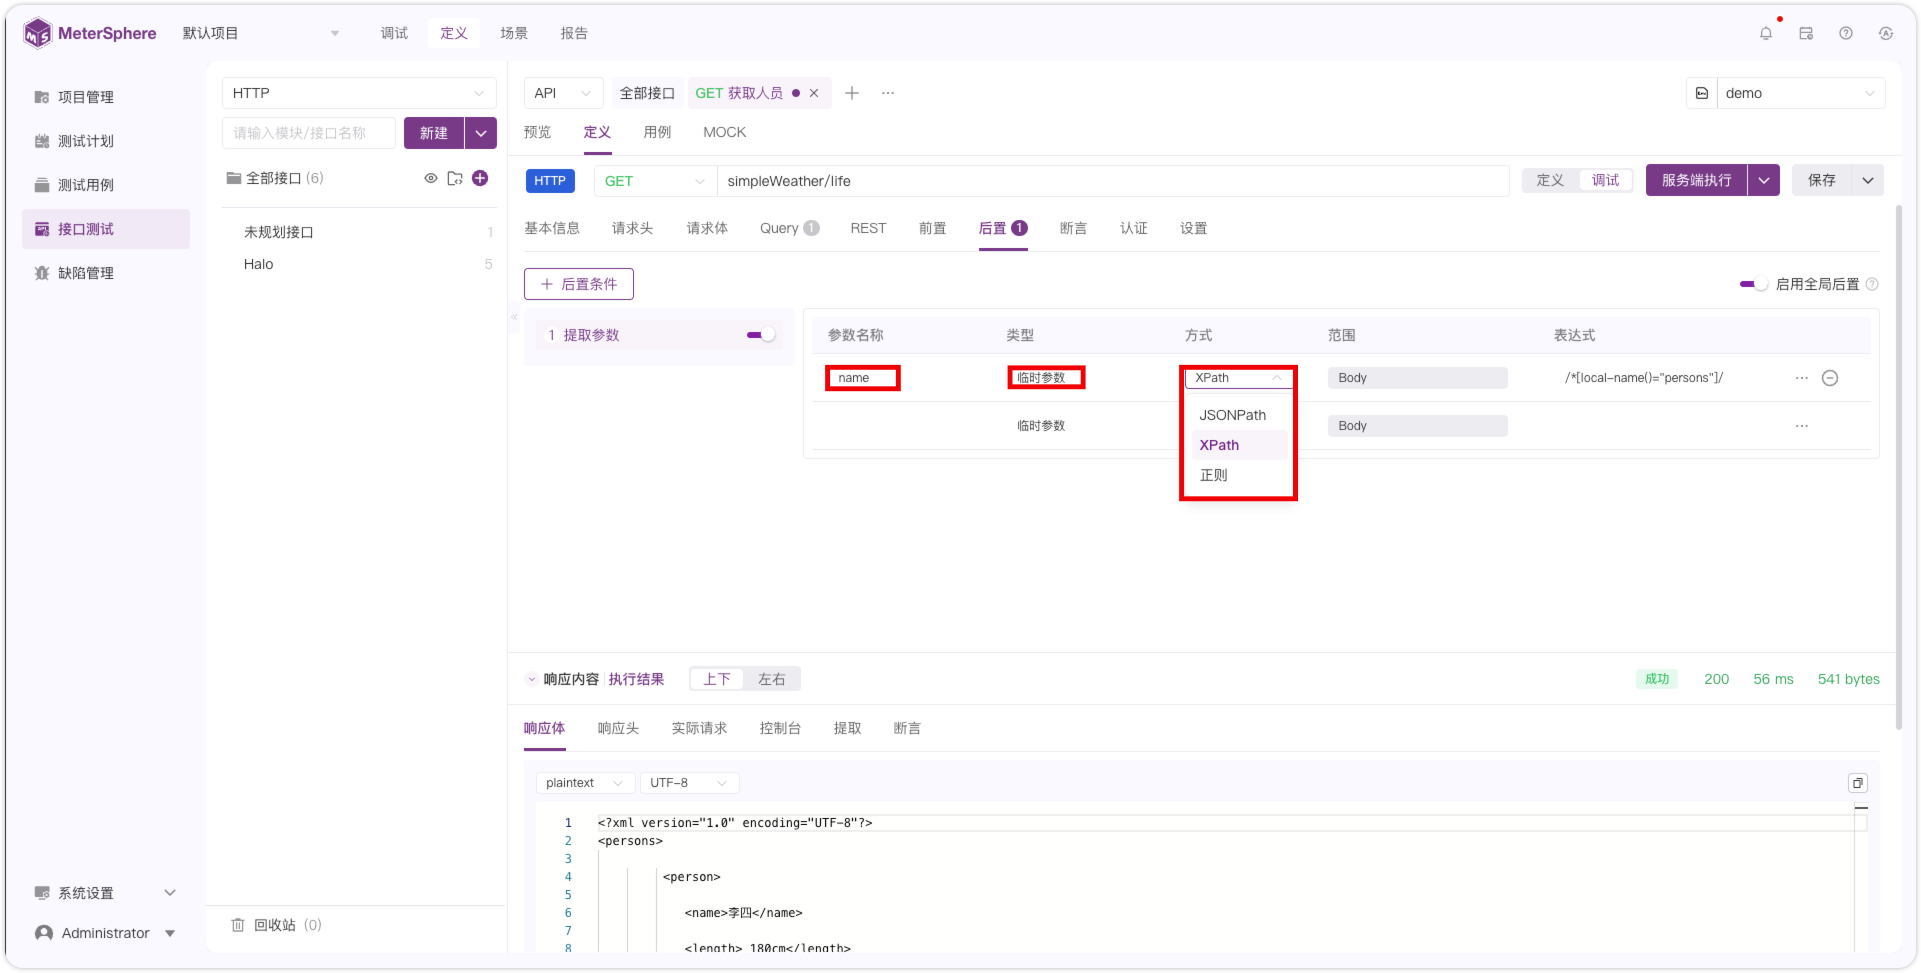 MeterSphere 默认项目 调试 定义 场景 报告
项目管理
测试计划
测试用例
接口测试
缺陷管理
系统设置
Administrator
HTTP
请输入模块/接口名称 新建
全部接口 (6)
未规划接口 1
Halo 5
回收站 (0)
API 全部接口 GET 获取人员 demo
预览 定义 用例 MOCK
HTTP GET simpleWeather/life 定义 调试 服务端执行 保存
基本信息 请求头 请求体 Query 1 REST 前置 后置 1 断言 认证 设置
后置条件 启用全局后置
1 提取参数
参数名称 类型 方式 范围 表达式
name 临时参数 XPath Body /*[local-name()="persons"]/
JSONPath
临时参数 Body
XPath
正则
响应内容 执行结果 上下 左右 成功 200 56 ms 541 bytes
响应体 响应头 实际请求 控制台 提取 断言
plaintext UTF-8
1 <?xml version="1.0" encoding="UTF-8"?>
2 <persons>
3
4 <person>
5
6 <name>李四</name>
7
8 <length> 180cm</length>